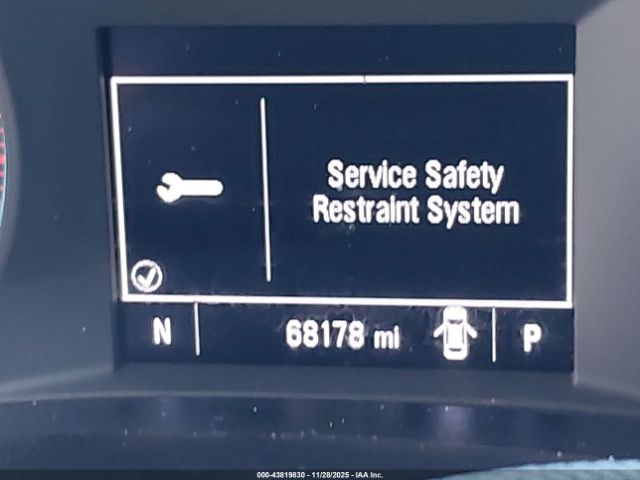 Service Safety
Restraint System
N 68178 mi P
000-43819830 - 11/28/2025 - IAA Inc.